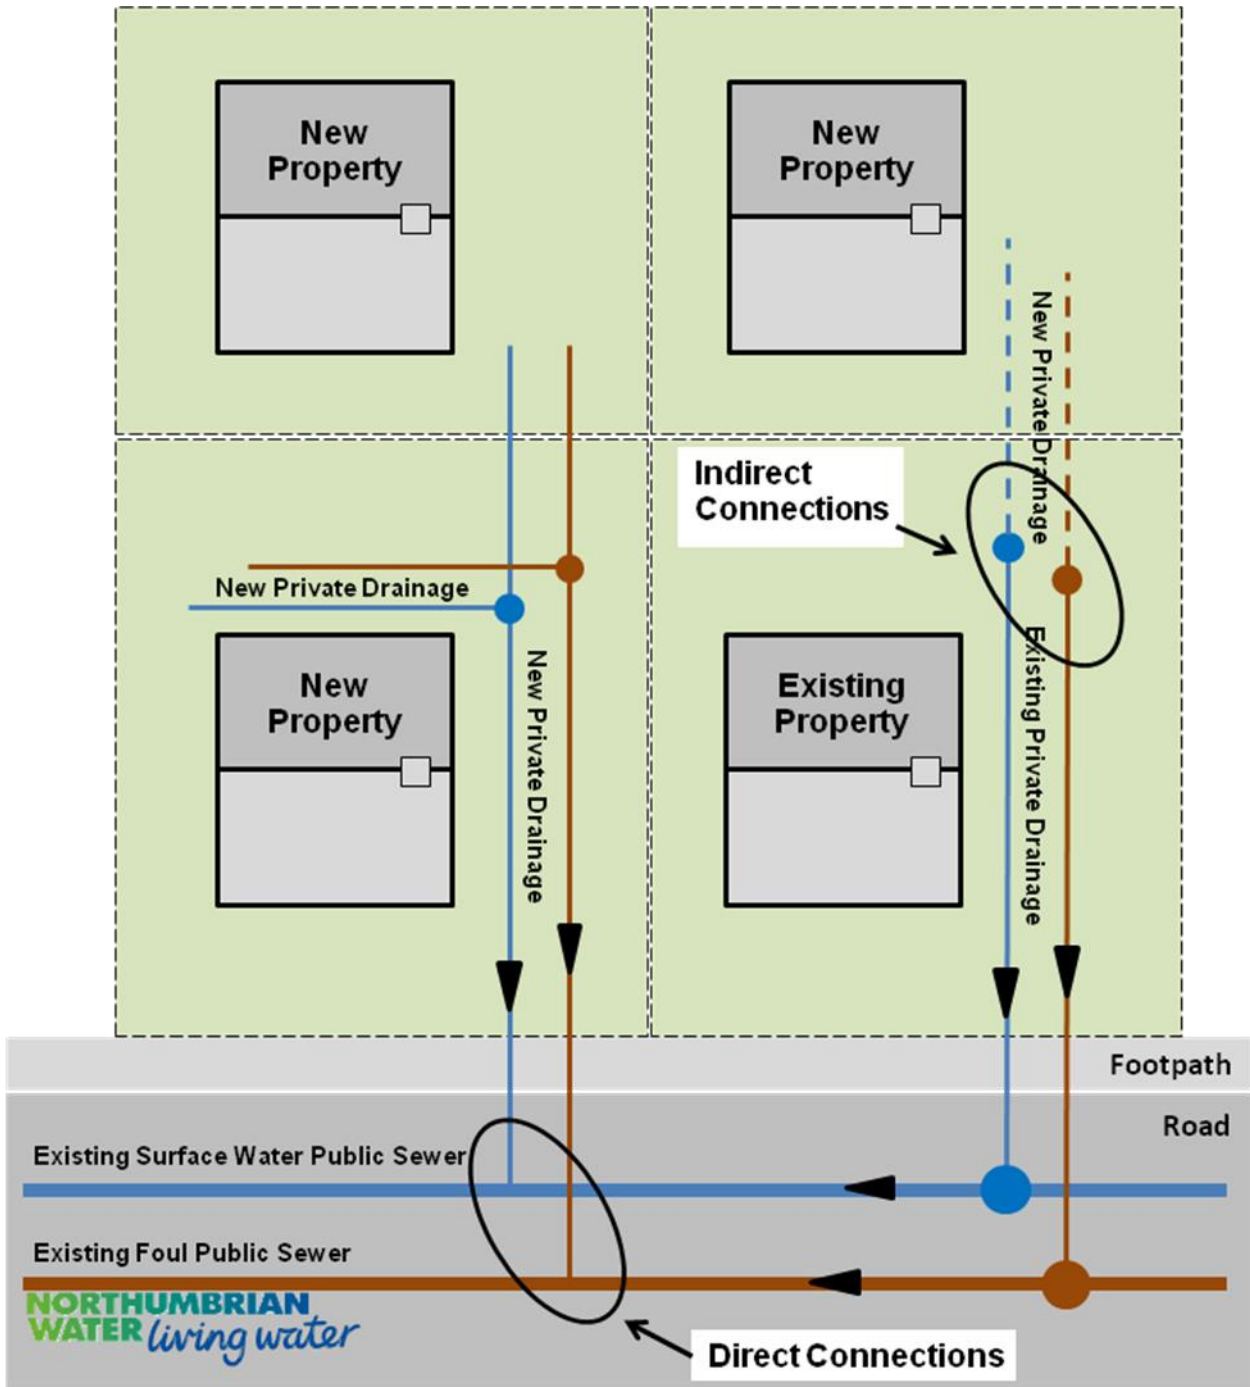 New
Property
New
Property
New Private Drainage
Indirect
Connections
New Private Drainage
New
Property
New Private Drainage
Existing
Property
Existing Private Drainage
Footpath
Road
Existing Surface Water Public Sewer
Existing Foul Public Sewer
NORTHUMBRIAN
WATER living water
Direct Connections